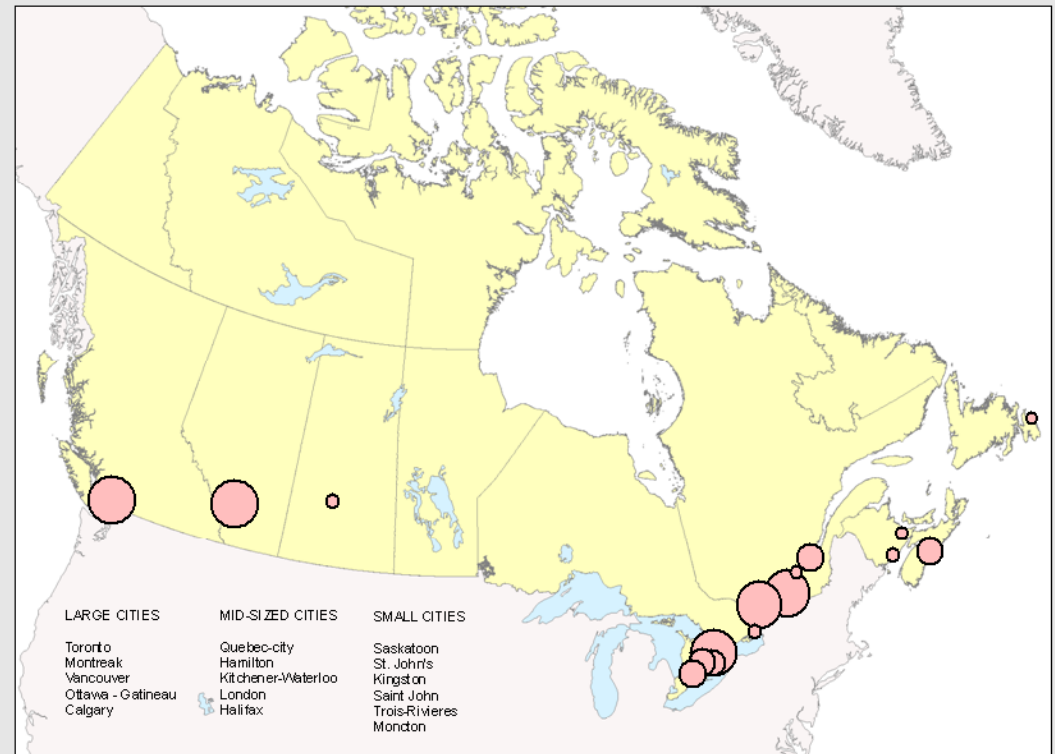 LARGE CITIES
Toronto
Montreak
Vancouver
Ottawa - Gatineau
Calgary
MID-SIZED CITIES
Quebec-city
Hamilton
Kitchener-Waterloo
London
Halifax
SMALL CITIES
Saskatoon
St. John's
Kingston
Saint John
Trois-Rivieres
Moncton